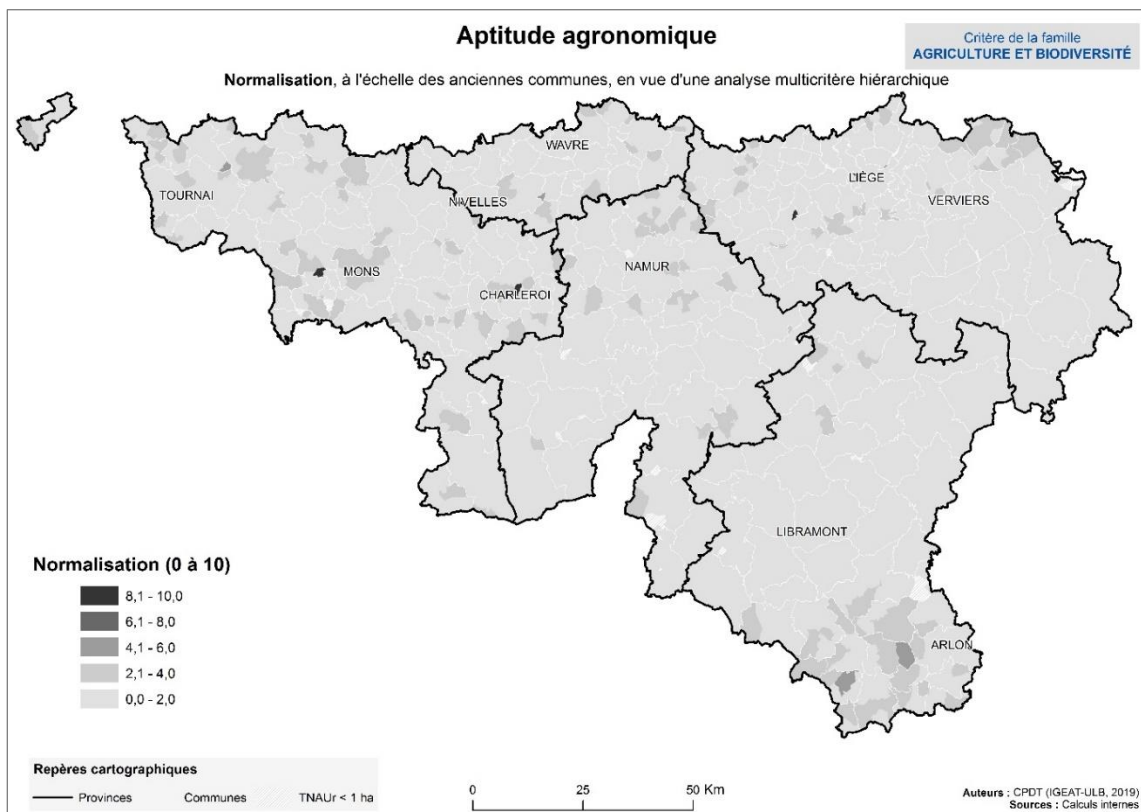 Aptitude agronomique
Critère de la famille
AGRICULTURE ET BIODIVERSITÉ
Normalisation, à l'échelle des anciennes communes, en vue d'une analyse multicritère hiérarchique
WAVRE
LIÈGE
TOURNAI
NIVELLES
VERVIERS
NAMUR
MONS
CHARLEROI
LIBRAMONT
ARLON
Normalisation (0 à 10)
8,1 - 10,0
6,1 - 8,0
4,1 - 6,0
2,1 - 4,0
0,0 - 2,0
Repères cartographiques
Provinces Communes TNAUr < 1 ha
0 25 50 Km
Auteurs : CPDT (IGEAT-ULB, 2019)
Sources : Calculs internes